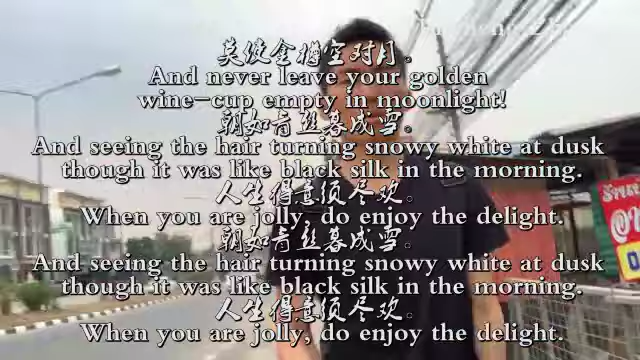 莫使金樽空对月。
And never leave your golden
wine-cup empty in moonlight!
朝如青丝暮成雪。
And seeing the hair turning snowy white at dusk
though it was like black silk in the morning.
人生得意须尽欢。
When you are jolly, do enjoy the delight.
朝如青丝暮成雪。
And seeing the hair turning snowy white at dusk
though it was like black silk in the morning.
人生得意须尽欢。
When you are jolly, do enjoy the delight.